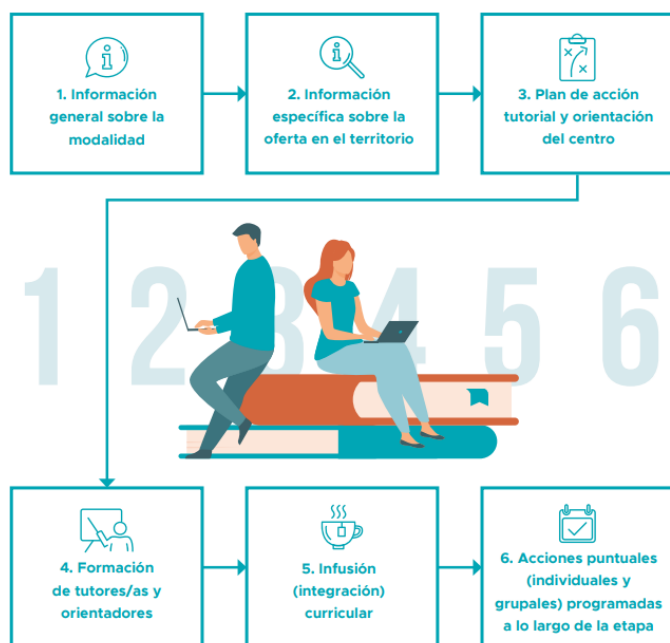 1. Información
general sobre la
modalidad
2. Información
específica sobre la
oferta en el territorio
3. Plan de acción
tutorial y orientación
del centro
1 2 3 4 5 6
4. Formación
de tutores/as y
orientadores
5. Infusión
(integración)
curricular
6. Acciones puntuales
(individuales y
grupales) programadas
a lo largo de la etapa